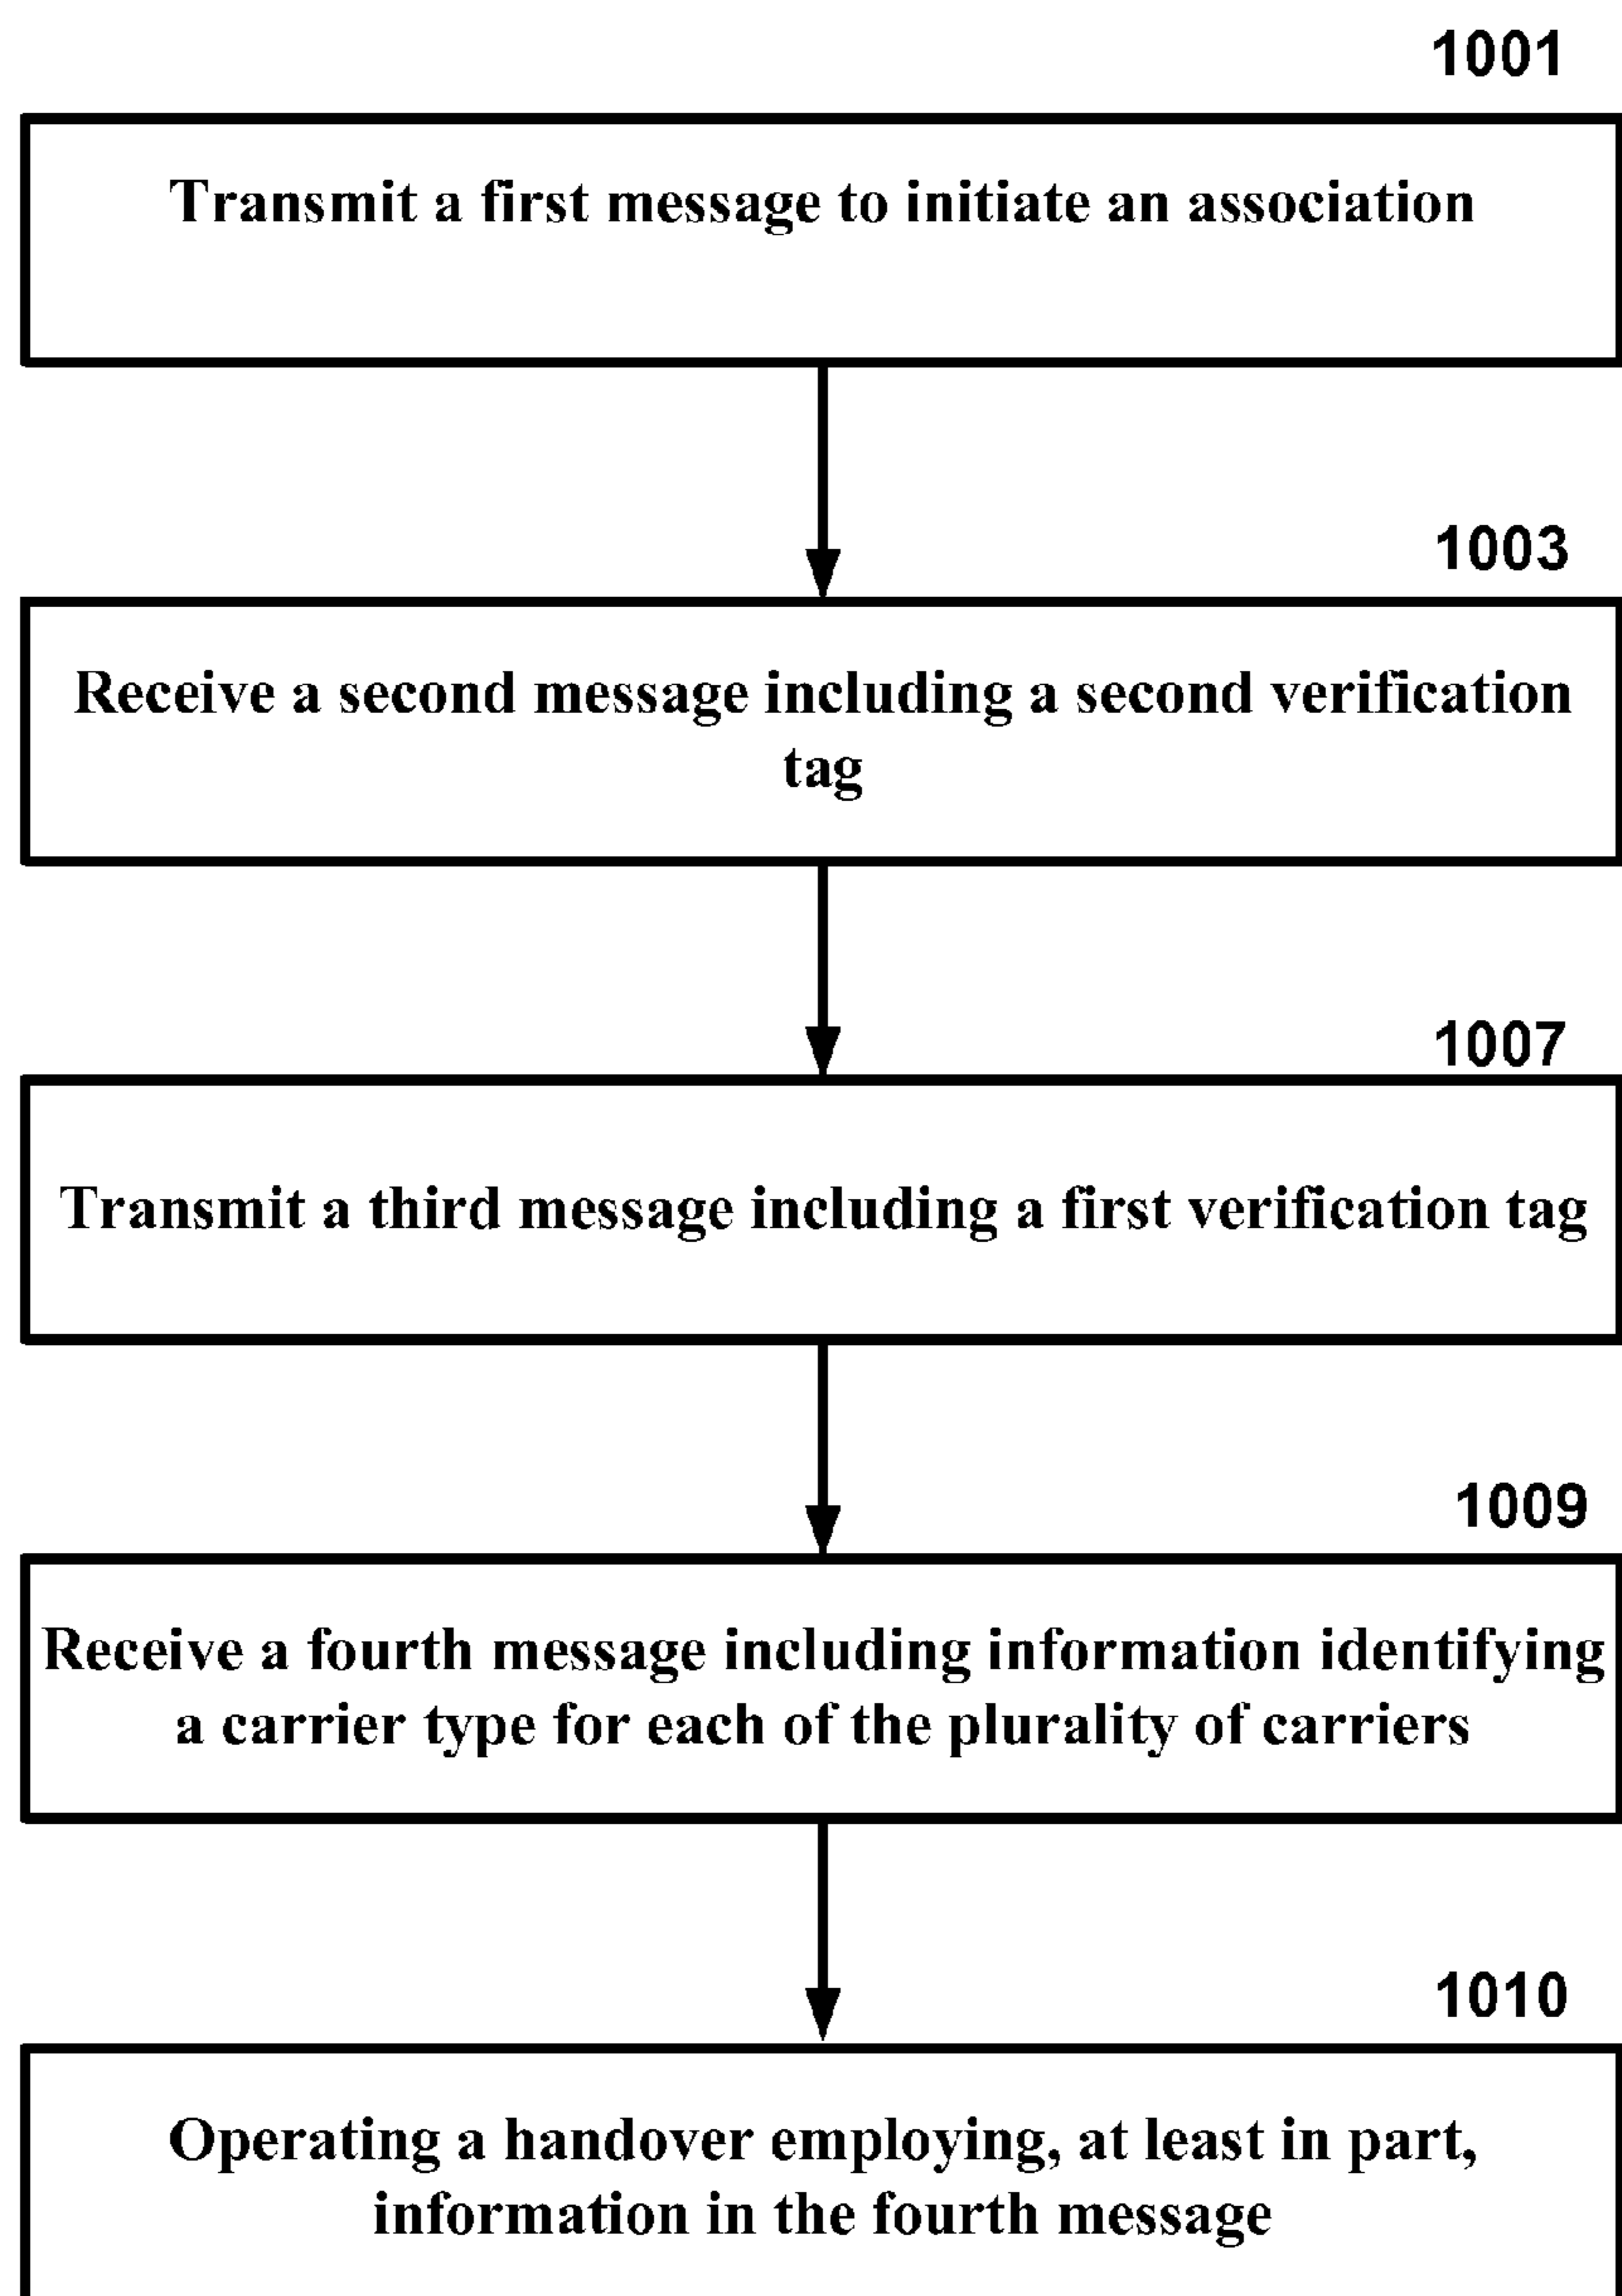 1001
Transmit a first message to initiate an association
1003
Receive a second message including a second verification
tag
1007
Transmit a third message including a first verification tag
1009
Receive a fourth message including information identifying
a carrier type for each of the plurality of carriers
1010
Operating a handover employing, at least in part,
information in the fourth message